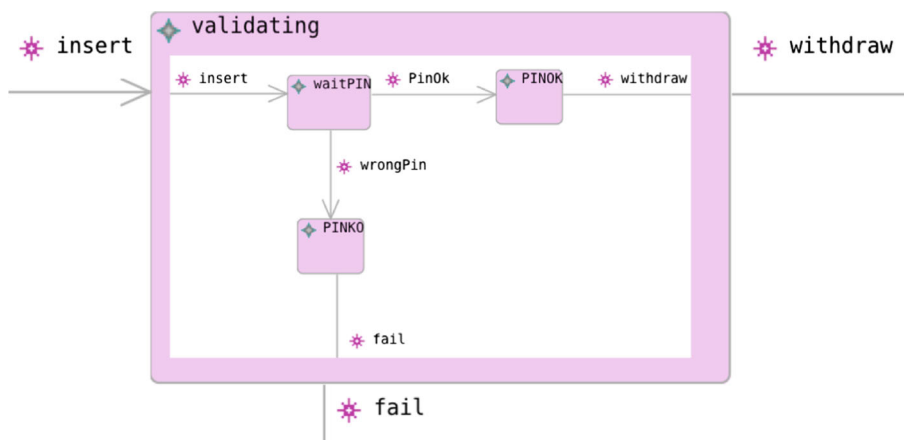 validating
insert
withdraw
insert
waitPIN
PinOk
PINOK
withdraw
wrongPin
PINKO
fail
fail